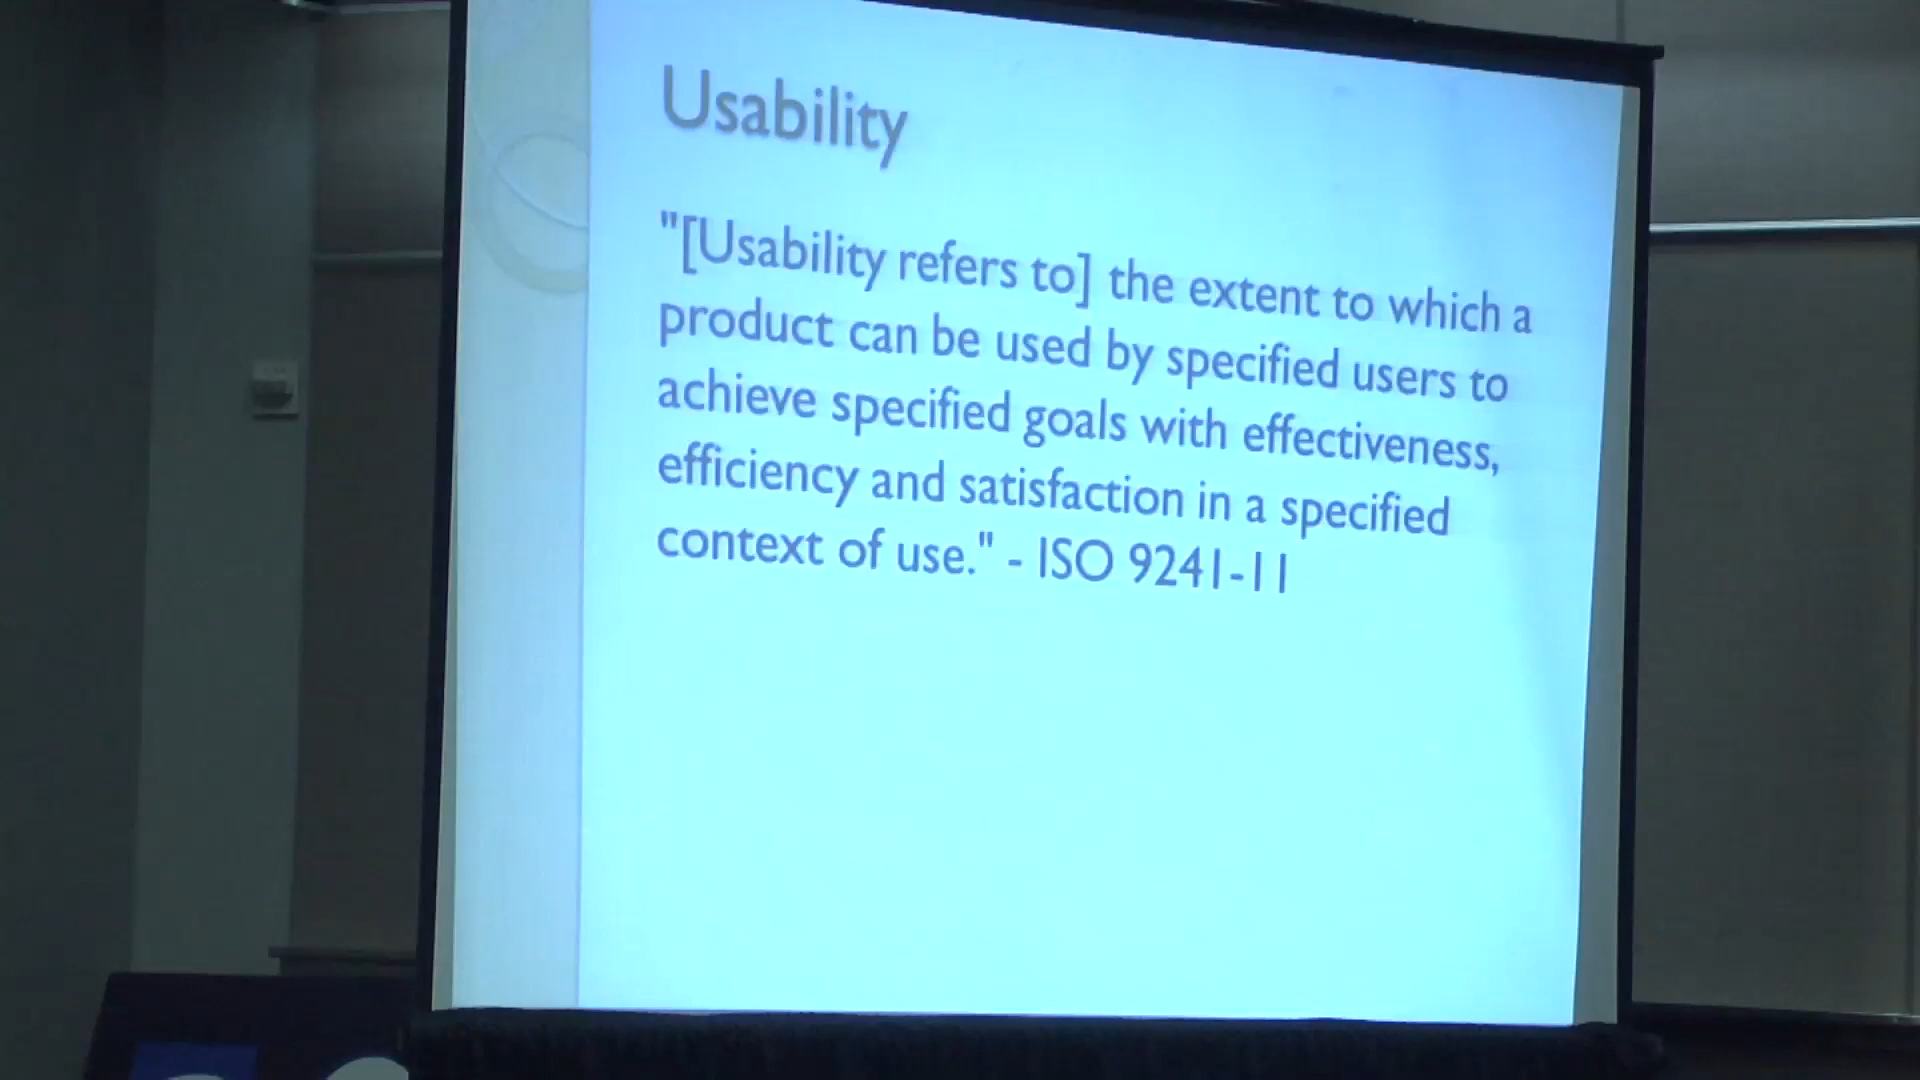 Usability
"[Usability refers to] the extent to which a
product can be used by specified users to
achieve specified goals with effectiveness,
efficiency and satisfaction in a specified
context of use." - ISO 9241-11